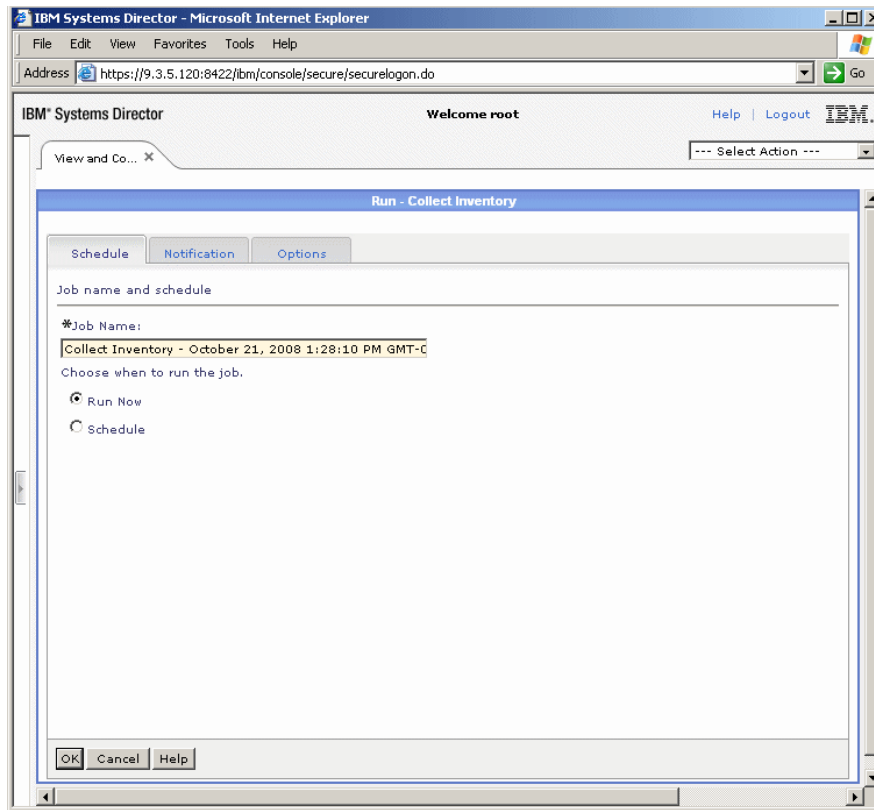 IBM Systems Director - Microsoft Internet Explorer
File Edit View Favorites Tools Help
Address https://9.3.5.120:8422/ibm/console/secure/securelogon.do Go
IBM® Systems Director Welcome root Help | Logout IBM.
View and Co... --- Select Action ---
Run - Collect Inventory
Schedule Notification Options
Job name and schedule
*Job Name:
Collect Inventory - October 21, 2008 1:28:10 PM GMT-
Choose when to run the job.
Run Now
Schedule
OK Cancel Help